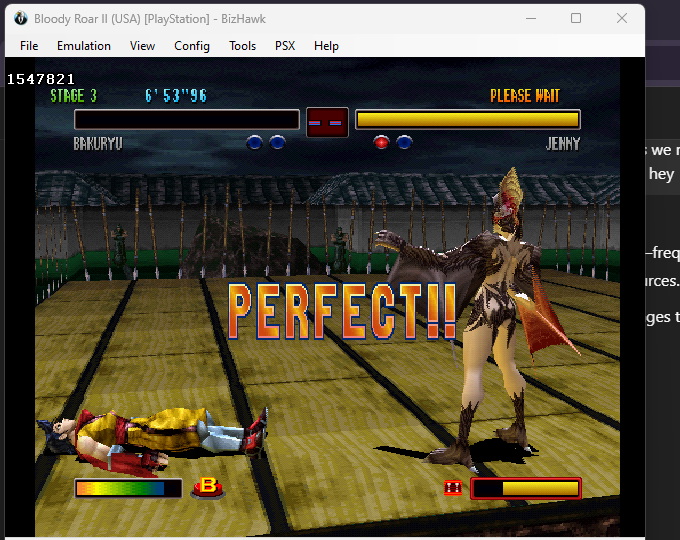 Bloody Roar II (USA) [PlayStation] - BizHawk
File Emulation View Config Tools PSX Help
1547821
STAGE 3 6'53"96 PLEASE WAIT
BAKURYU JENNY
PERFECT!!
B
s we
hey
–freq
urces.
ges t